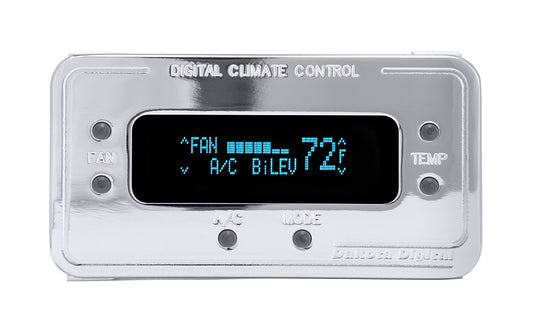 DIGITAL CLIMATE CONTROL
FAN 72 F
A/C BiLEV
FAN
TEMP
A/C MODE
Dakota Digital